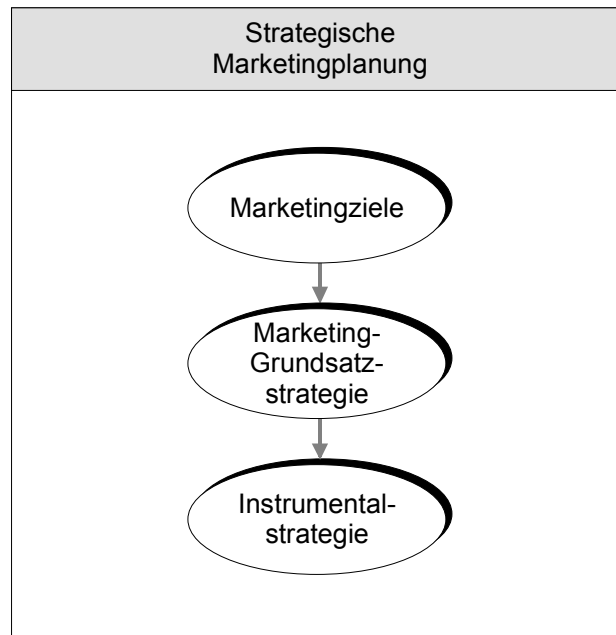 Strategische
Marketingplanung
Marketingziele
Marketing-
Grundsatz-
strategie
Instrumental-
strategie